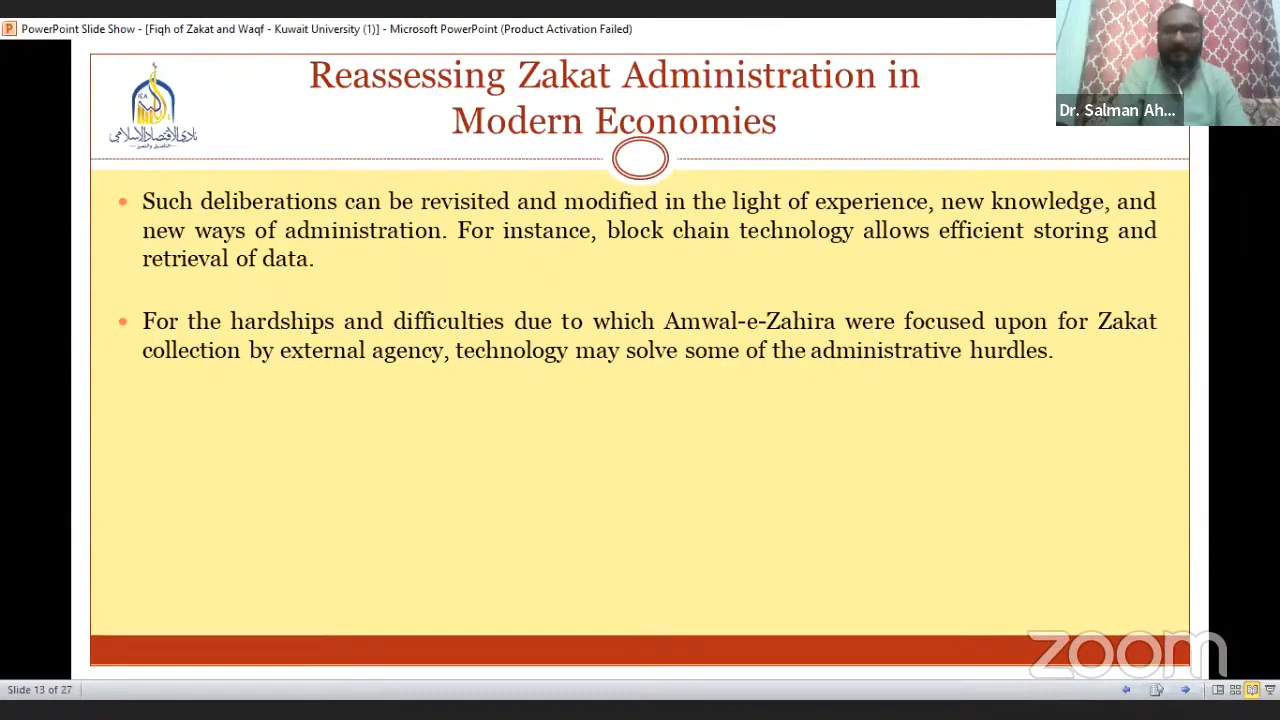 PowerPoint Slide Show - [Fiqh of Zakat and Waqf - Kuwait University (1)] - Microsoft PowerPoint (Product Activation Failed)
Dr. Salman Ah...
Reassessing Zakat Administration in
Modern Economies
IEA
نادي الاقتصاد الإسلامي
Such deliberations can be revisited and modified in the light of experience, new knowledge, and
new ways of administration. For instance, block chain technology allows efficient storing and
retrieval of data.
For the hardships and difficulties due to which Amwal-e-Zahira were focused upon for Zakat
collection by external agency, technology may solve some of the administrative hurdles.
zoom
Slide 13 of 27